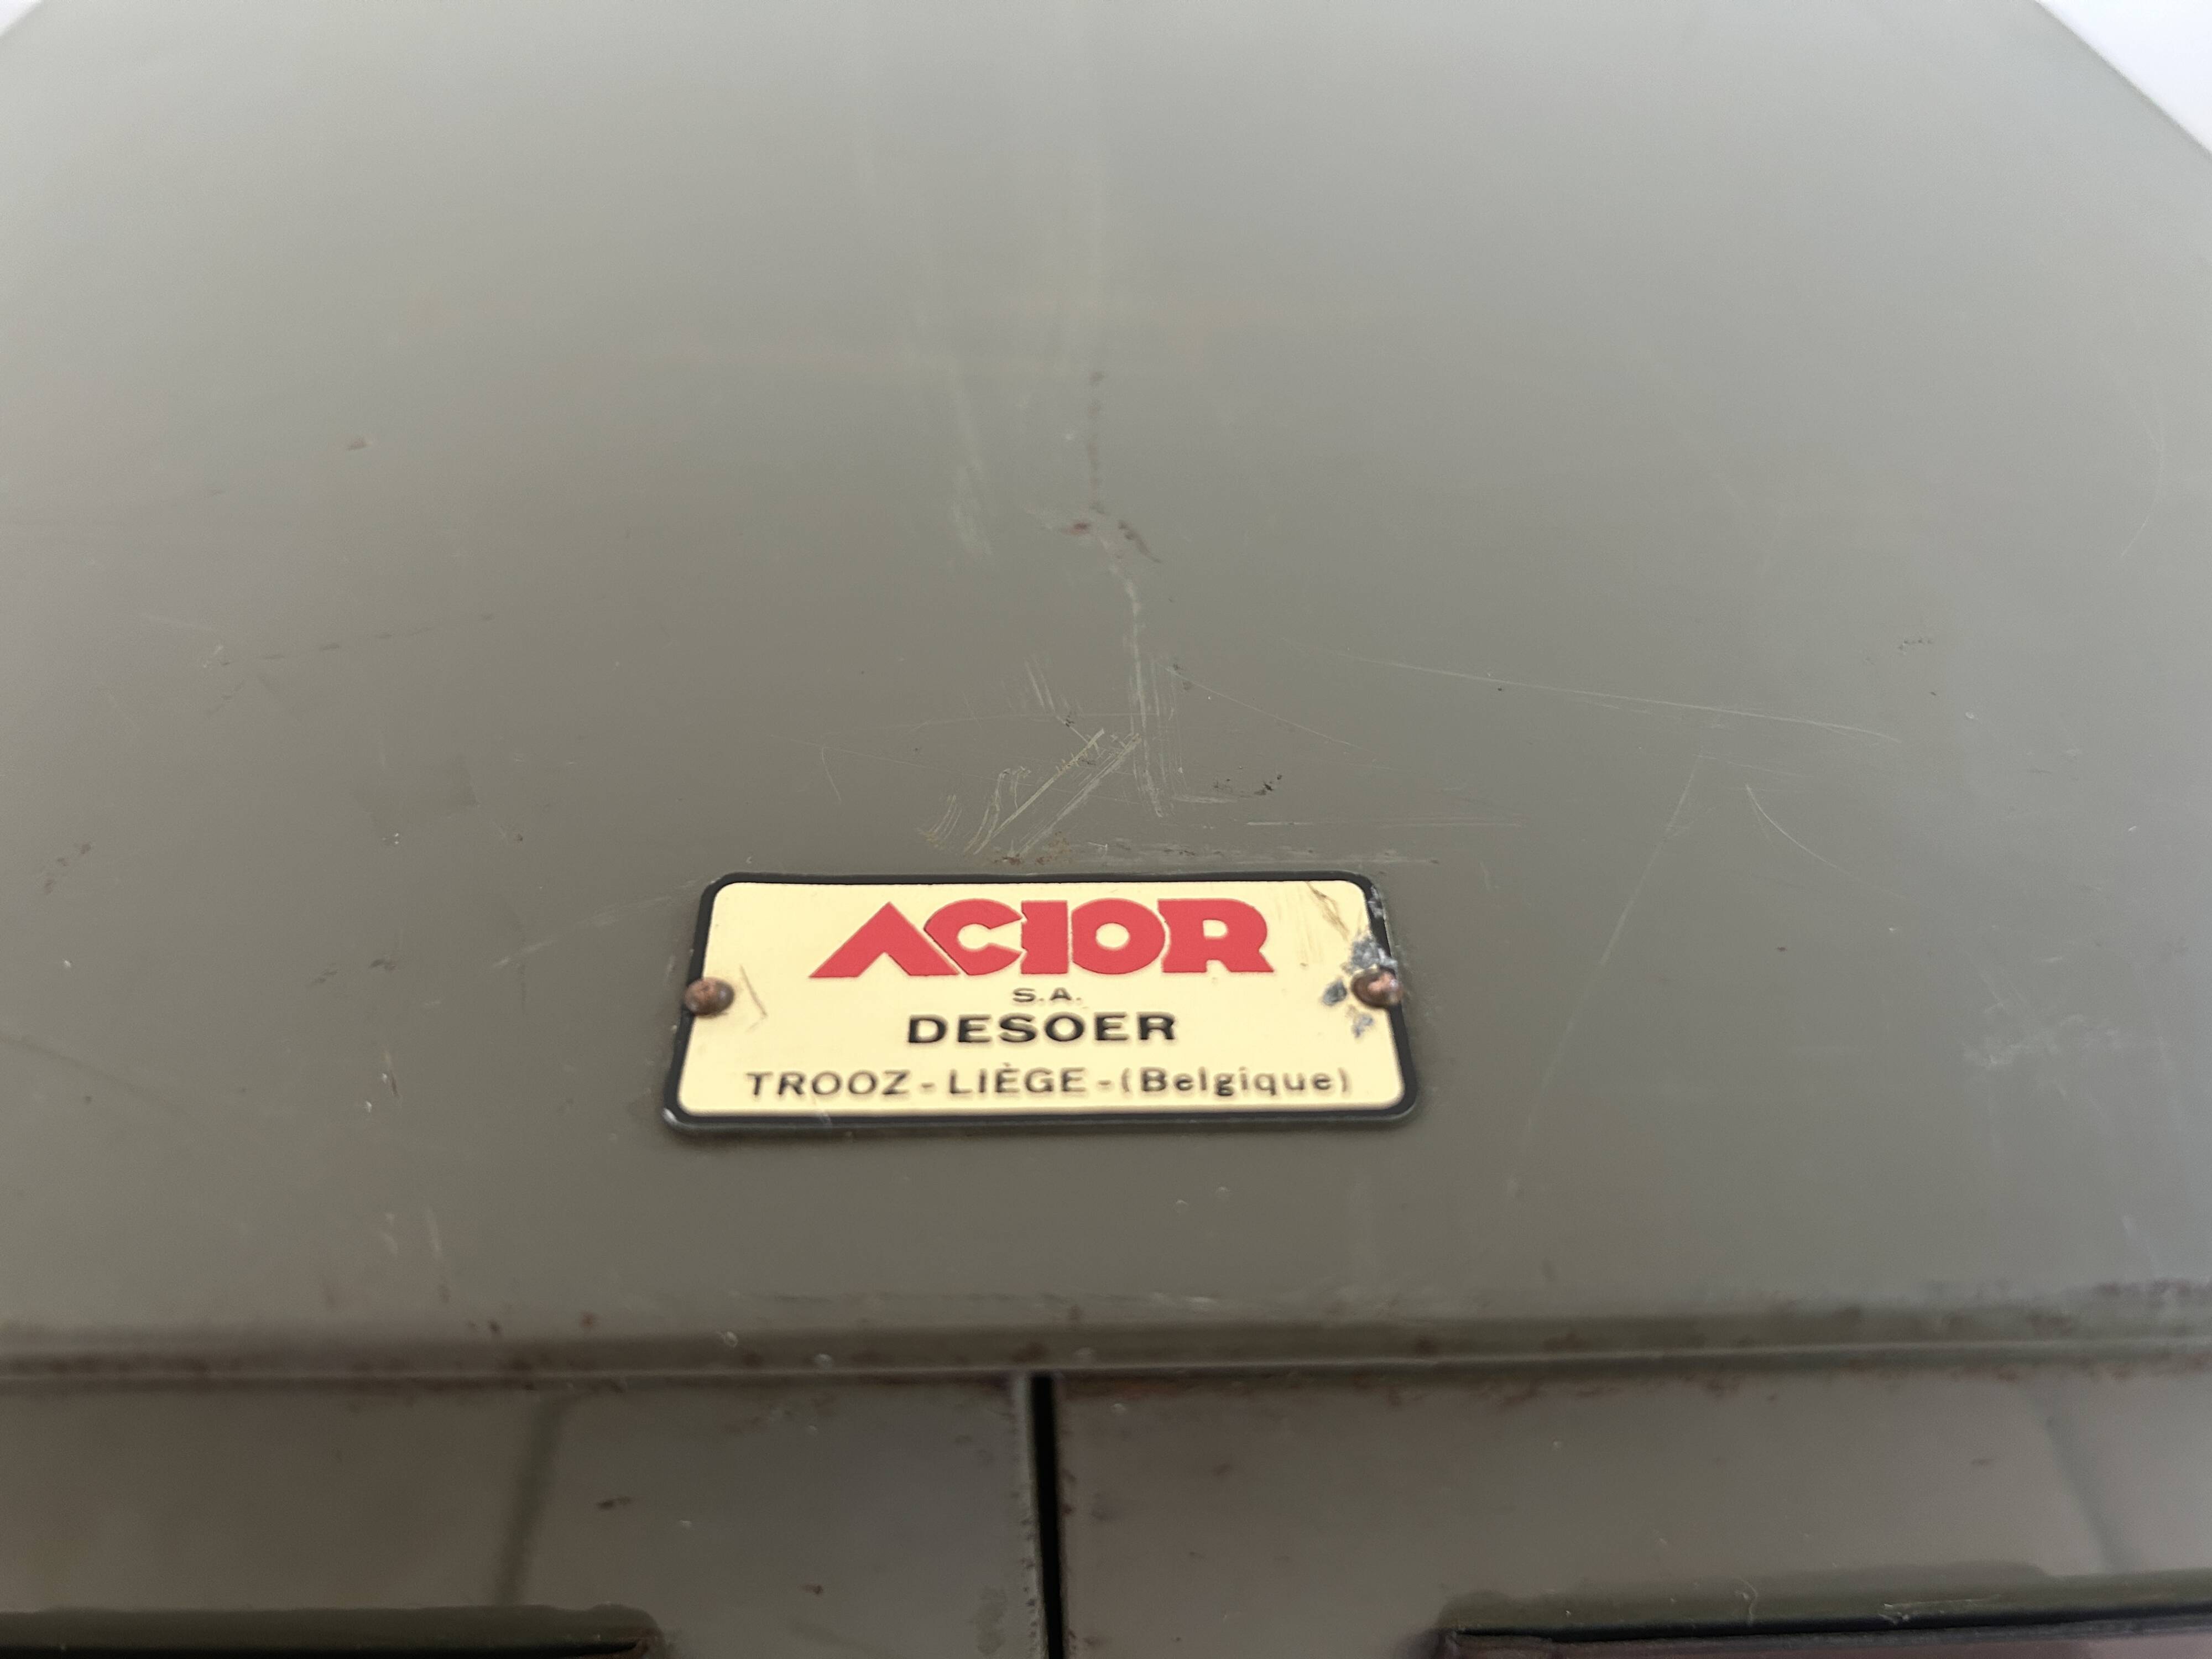 ACIOR
S.A.
DESOER
TROOZ - LIÈGE - (Belgique)